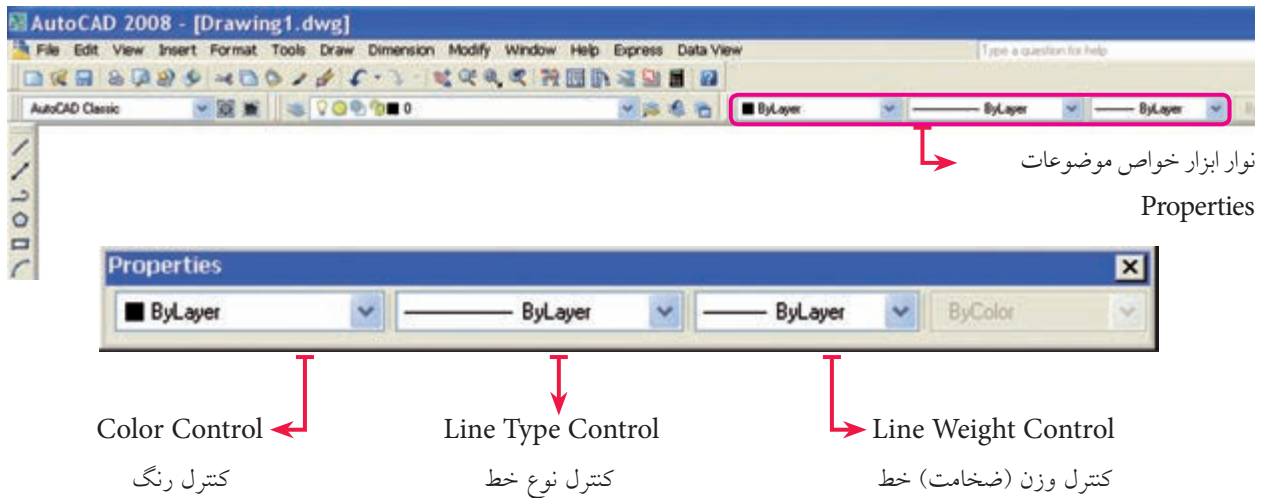 AutoCAD 2008 - [Drawing1.dwg]
File Edit View Insert Format Tools Draw Dimension Modify Window Help Express Data View Type a question for help
AutoCAD Classic 0 ByLayer ByLayer ByLayer
نوار ابزار خواص موضوعات
Properties
Properties
ByLayer ByLayer ByLayer ByColor
Color Control Line Type Control Line Weight Control
کنترل رنگ کنترل نوع خط کنترل وزن (ضخامت) خط